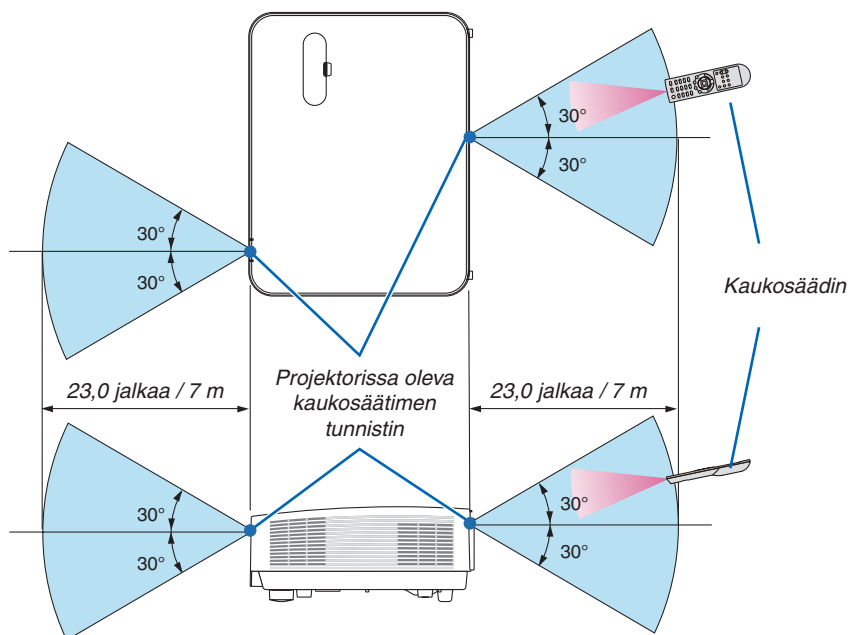 30°
30°
30°
30°
Kaukosäädin
23,0 jalkaa / 7 m
Projektorissa oleva
kaukosäätimen
tunnistin
23,0 jalkaa / 7 m
30°
30°
30°
30°